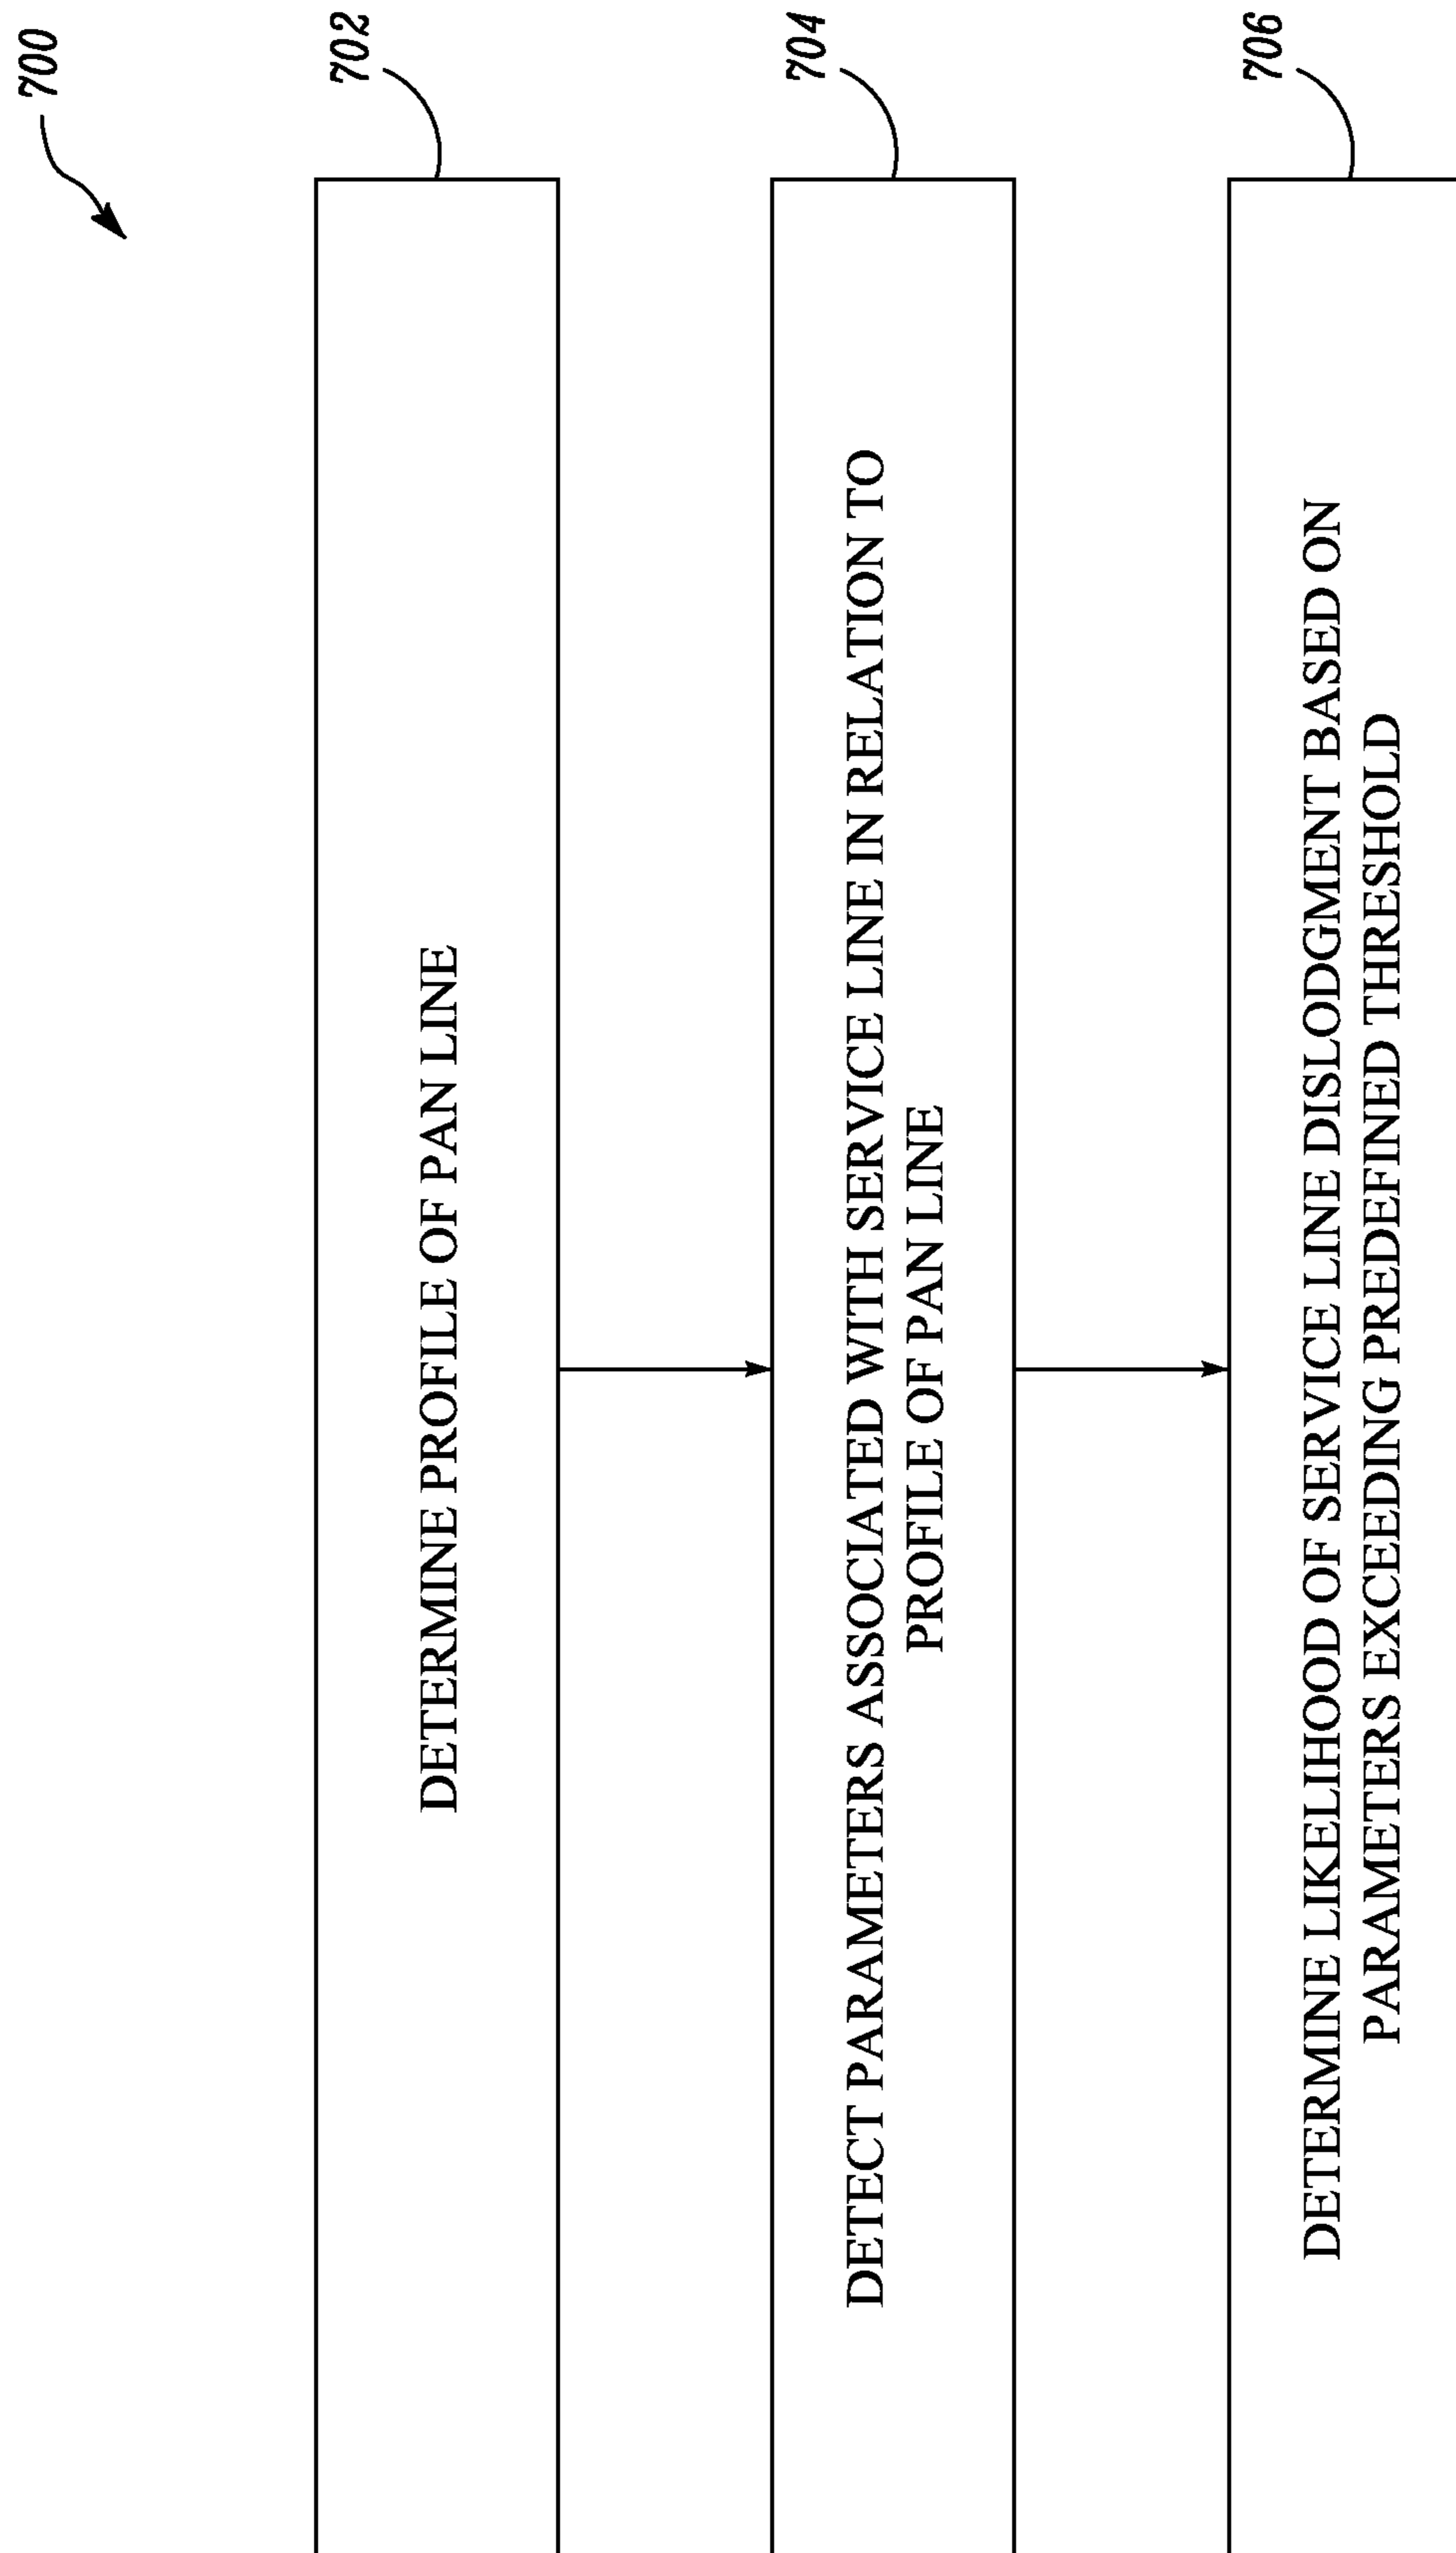 700
702
DETERMINE PROFILE OF PAN LINE
704
DETECT PARAMETERS ASSOCIATED WITH SERVICE LINE IN RELATION TO
PROFILE OF PAN LINE
706
DETERMINE LIKELIHOOD OF SERVICE LINE DISLODGMENT BASED ON
PARAMETERS EXCEEDING PREDEFINED THRESHOLD